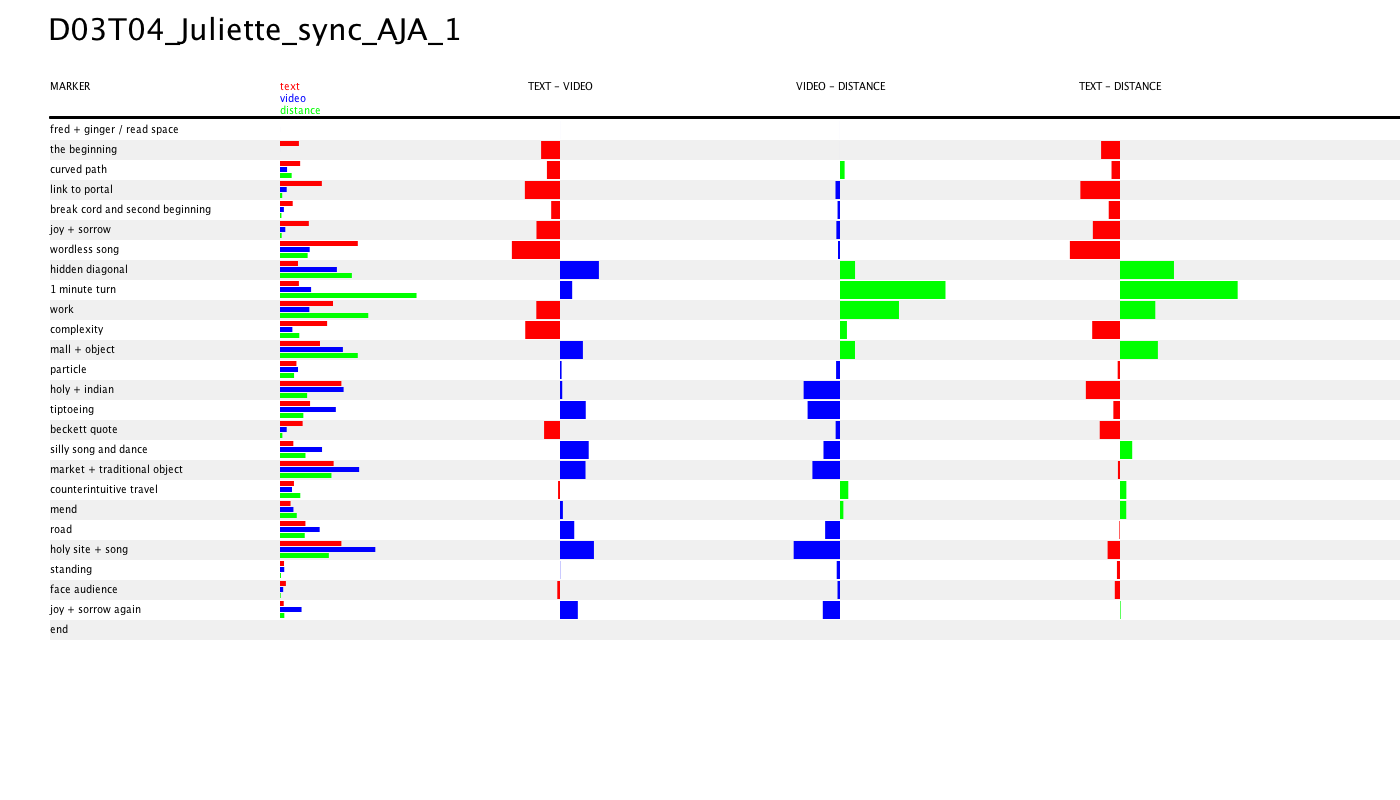 D03T04_Juliette_sync_AJA_1
MARKER text TEXT – VIDEO VIDEO – DISTANCE TEXT – DISTANCE
video
distance
fred + ginger / read space
the beginning
curved path
link to portal
break cord and second beginning
joy + sorrow
wordless song
hidden diagonal
1 minute turn
work
complexity
mall + object
particle
holy + indian
tiptoeing
beckett quote
silly song and dance
market + traditional object
counterintuitive travel
mend
road
holy site + song
standing
face audience
joy + sorrow again
end